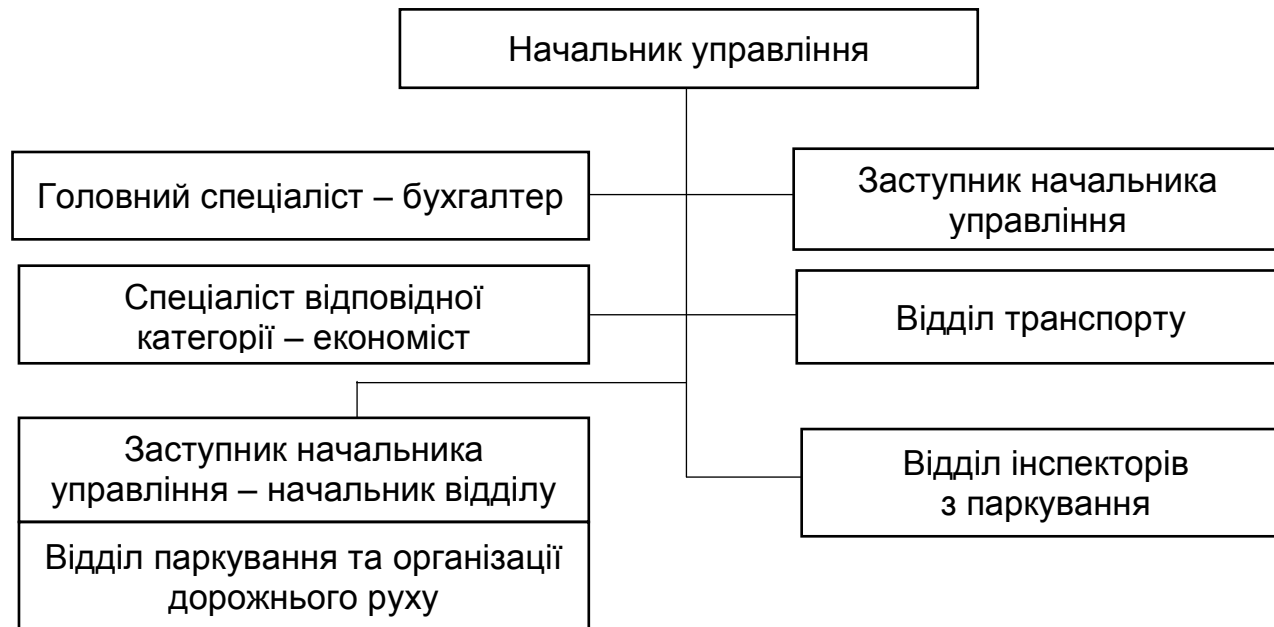 Начальник управління
Головний спеціаліст – бухгалтер
Заступник начальника
управління
Спеціаліст відповідної
категорії – економіст
Відділ транспорту
Заступник начальника
управління – начальник відділу
Відділ інспекторів
з паркування
Відділ паркування та організації
дорожнього руху